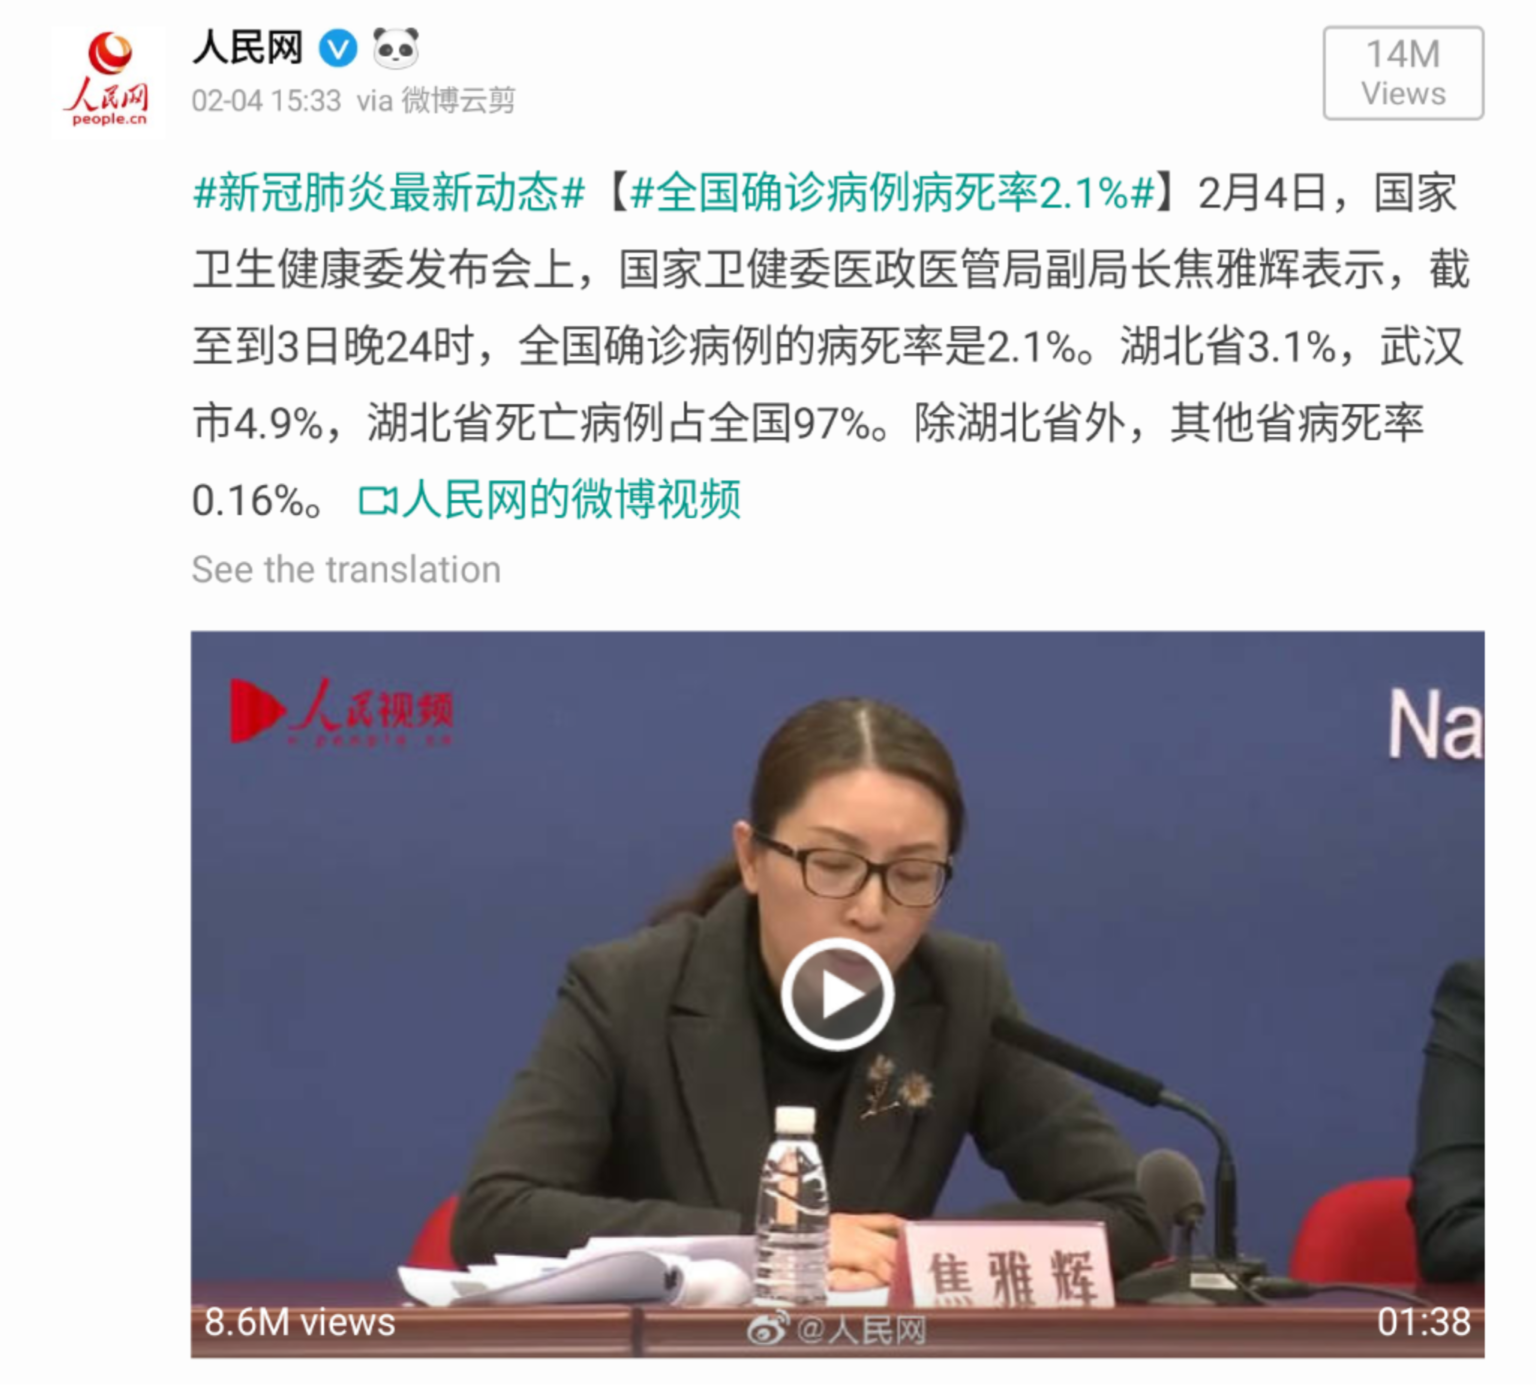 人民网
14M
Views
人民网
people.cn
02-04 15:33 via 微博云剪
#新冠肺炎最新动态#【#全国确诊病例病死率2.1%#】2月4日，国家
卫生健康委发布会上，国家卫健委医政医管局副局长焦雅辉表示，截
至到3日晚24时，全国确诊病例的病死率是2.1%。湖北省3.1%，武汉
市4.9%，湖北省死亡病例占全国97%。除湖北省外，其他省病死率
0.16%。 人民网的微博视频
See the translation
人民视频
Na
焦雅辉
8.6M views
@人民网
01:38